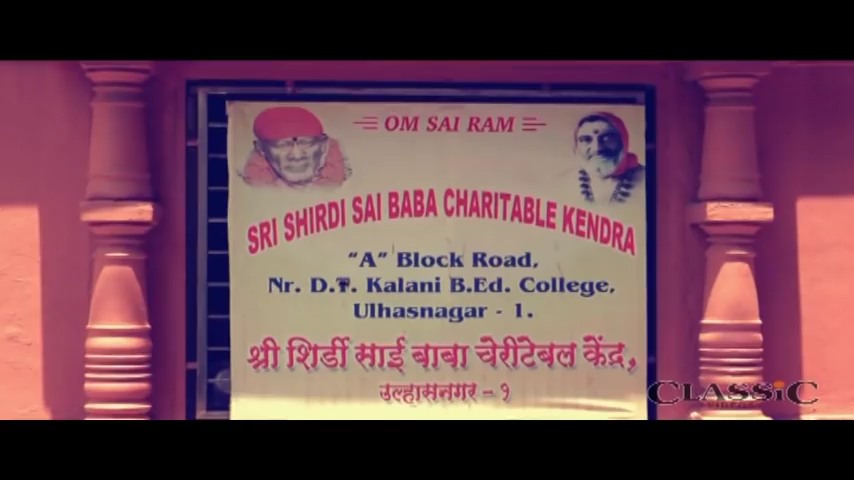 OM SAI RAM
SRI SHIRDI SAI BABA CHARITABLE KENDRA
"A" Block Road,
Nr. D.T. Kalani B.Ed. College,
Ulhasnagar - 1.
श्री शिर्डी साई बाबा चेरीटेबल केंद्र,
उल्हासनगर - १
CLASSiC
VIDEOS